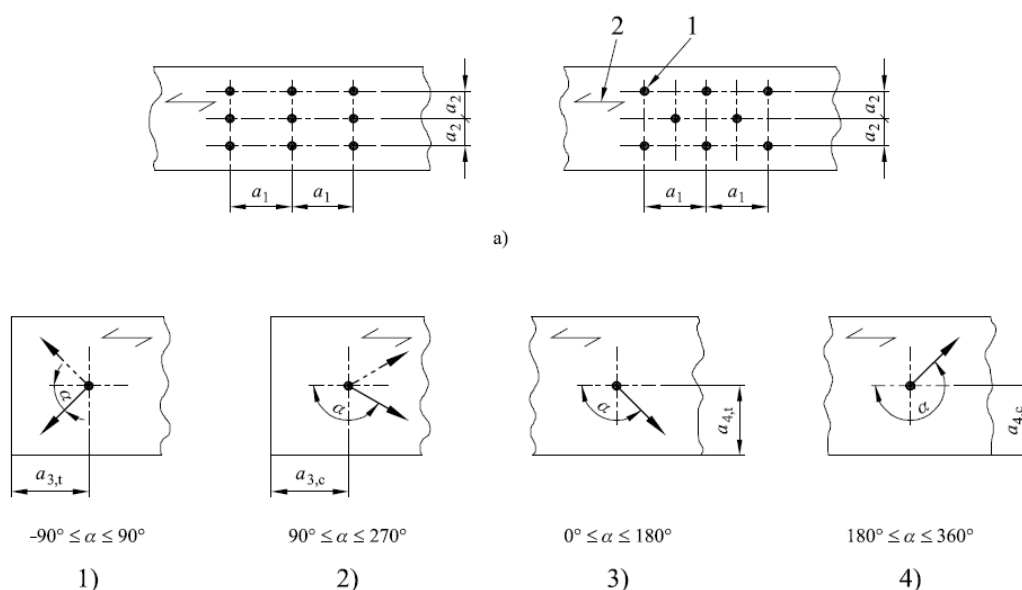 2 1
a₂ a₂
a₂ a₂
a₁ a₁ a₁ a₁
a)
α α α α
a₄,t a₄,c
a₃,t a₃,c
-90° ≤ α ≤ 90° 90° ≤ α ≤ 270° 0° ≤ α ≤ 180° 180° ≤ α ≤ 360°
1) 2) 3) 4)